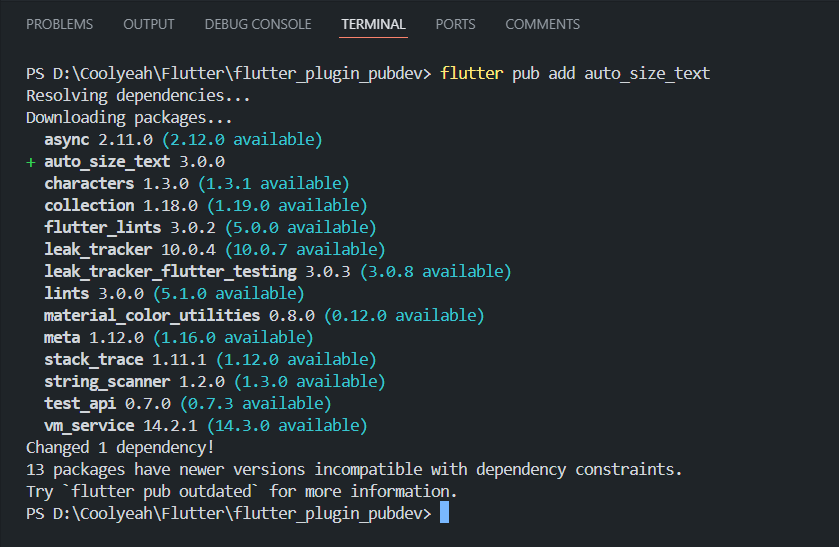 PROBLEMS OUTPUT DEBUG CONSOLE TERMINAL PORTS COMMENTS
PS D:\Coolyeah\Flutter\flutter_plugin_pubdev> flutter pub add auto_size_text
Resolving dependencies...
Downloading packages...
  async 2.11.0 (2.12.0 available)
+ auto_size_text 3.0.0
  characters 1.3.0 (1.3.1 available)
  collection 1.18.0 (1.19.0 available)
  flutter_lints 3.0.2 (5.0.0 available)
  leak_tracker 10.0.4 (10.0.7 available)
  leak_tracker_flutter_testing 3.0.3 (3.0.8 available)
  lints 3.0.0 (5.1.0 available)
  material_color_utilities 0.8.0 (0.12.0 available)
  meta 1.12.0 (1.16.0 available)
  stack_trace 1.11.1 (1.12.0 available)
  string_scanner 1.2.0 (1.3.0 available)
  test_api 0.7.0 (0.7.3 available)
  vm_service 14.2.1 (14.3.0 available)
Changed 1 dependency!
13 packages have newer versions incompatible with dependency constraints.
Try `flutter pub outdated` for more information.
PS D:\Coolyeah\Flutter\flutter_plugin_pubdev>